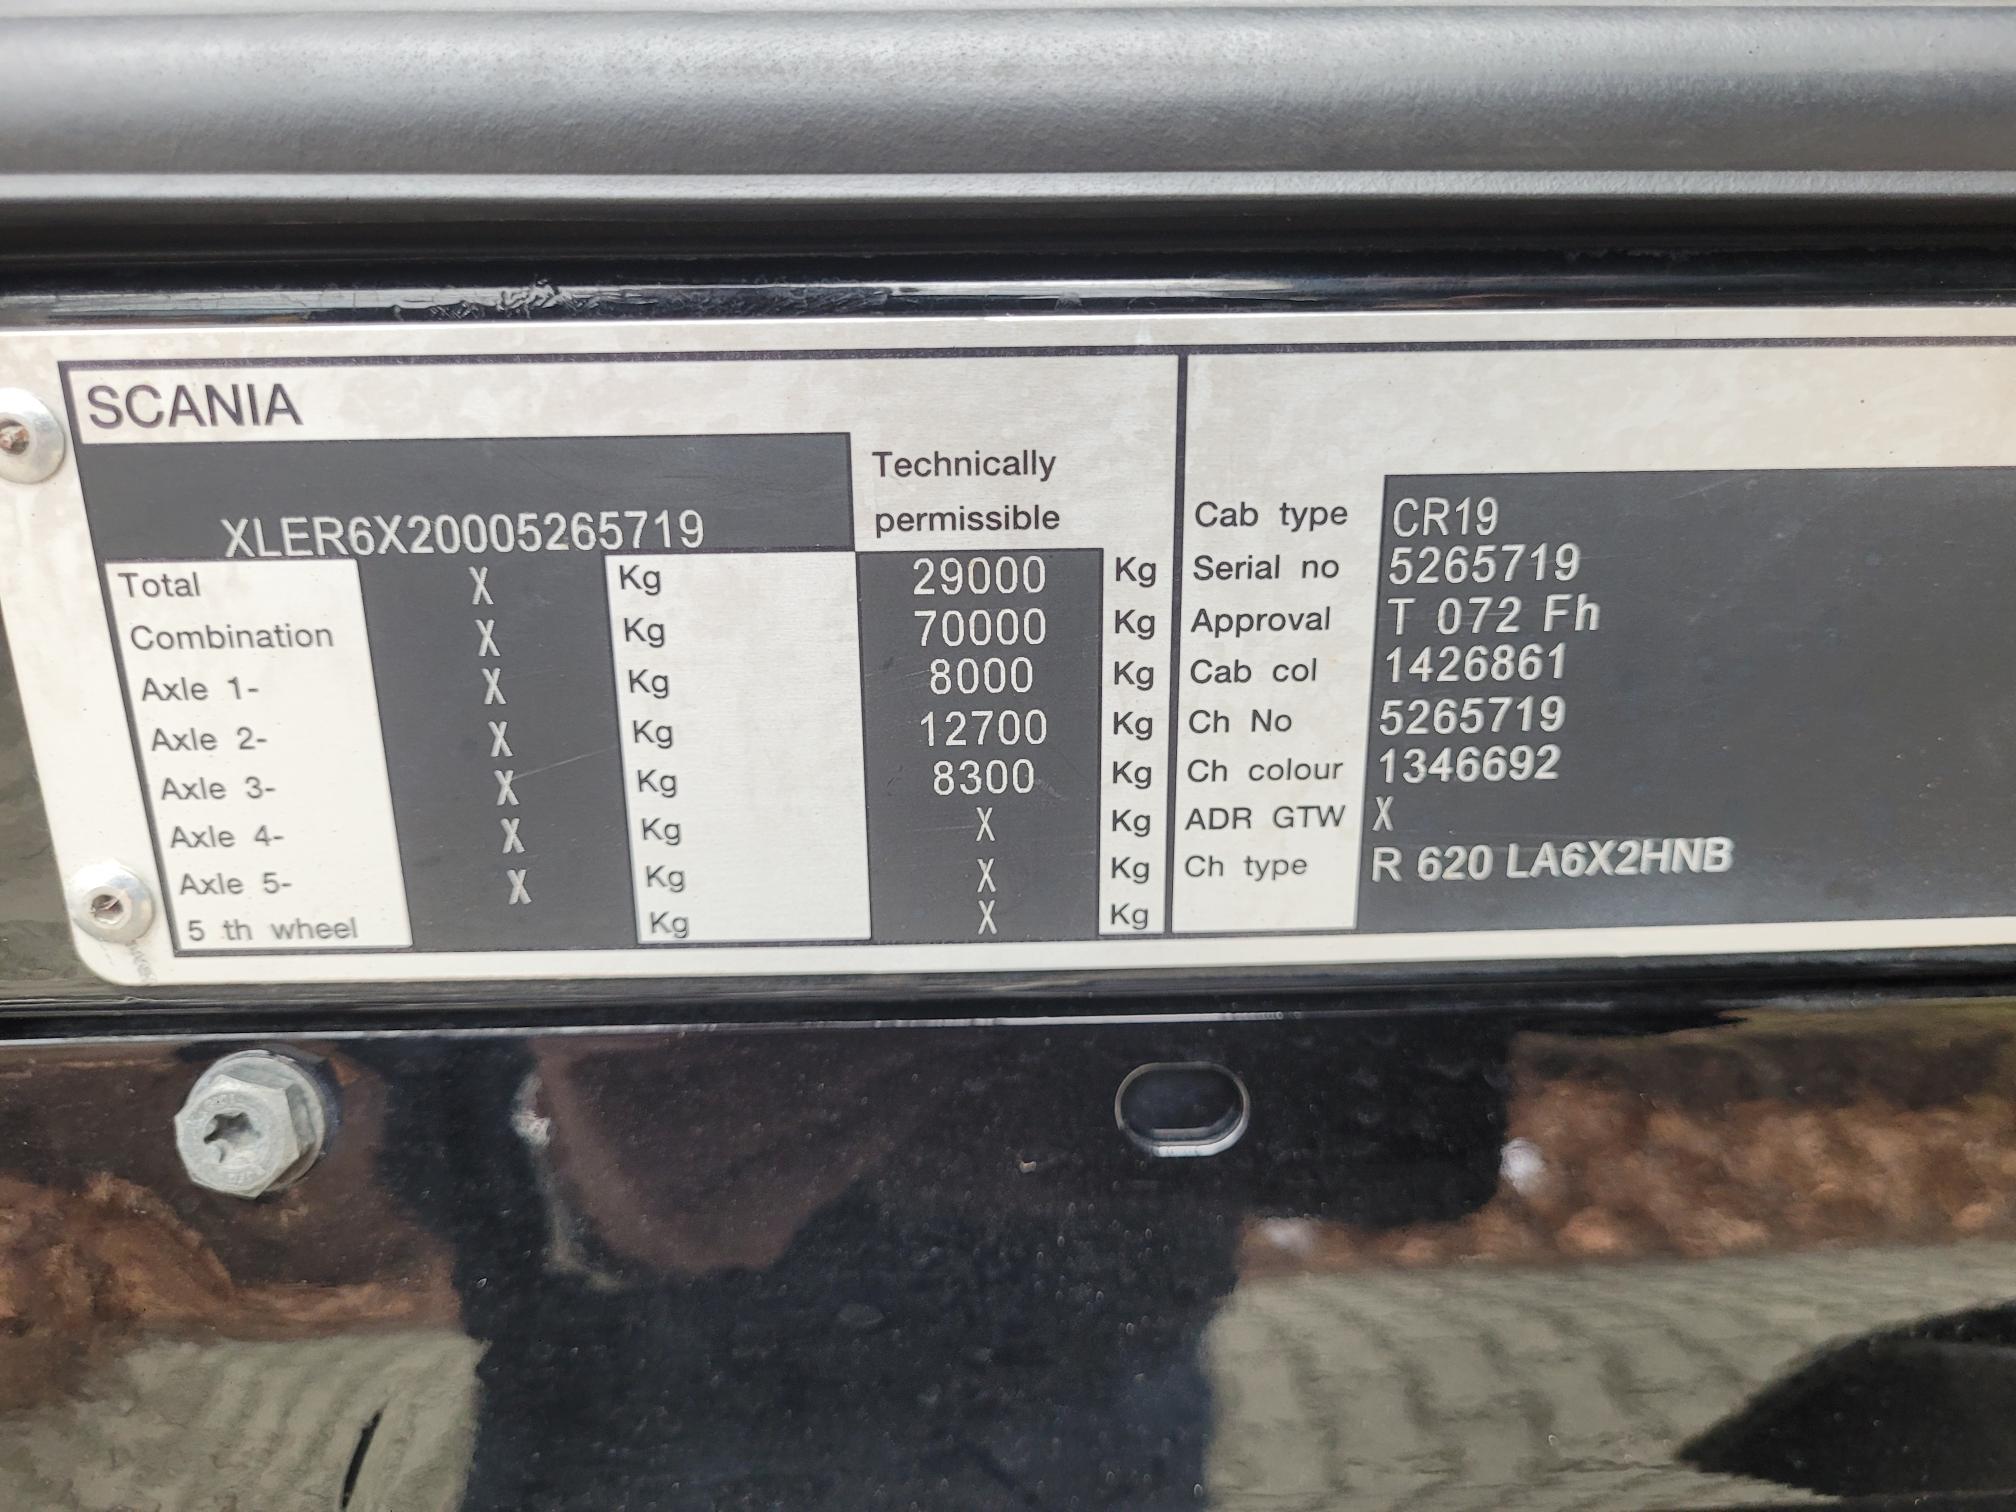 SCANIA
XLER6X20005265719
Technically
permissible
Total X Kg 29000 Kg
Combination X Kg 70000 Kg
Axle 1- X Kg 8000 Kg
Axle 2- X Kg 12700 Kg
Axle 3- X Kg 8300 Kg
Axle 4- X Kg X Kg
Axle 5- X Kg X Kg
5 th wheel Kg X Kg
Cab type CR19
Serial no 5265719
Approval T 072 Fh
Cab col 1426861
Ch No 5265719
Ch colour 1346692
ADR GTW X
Ch type R 620 LA6X2HNB